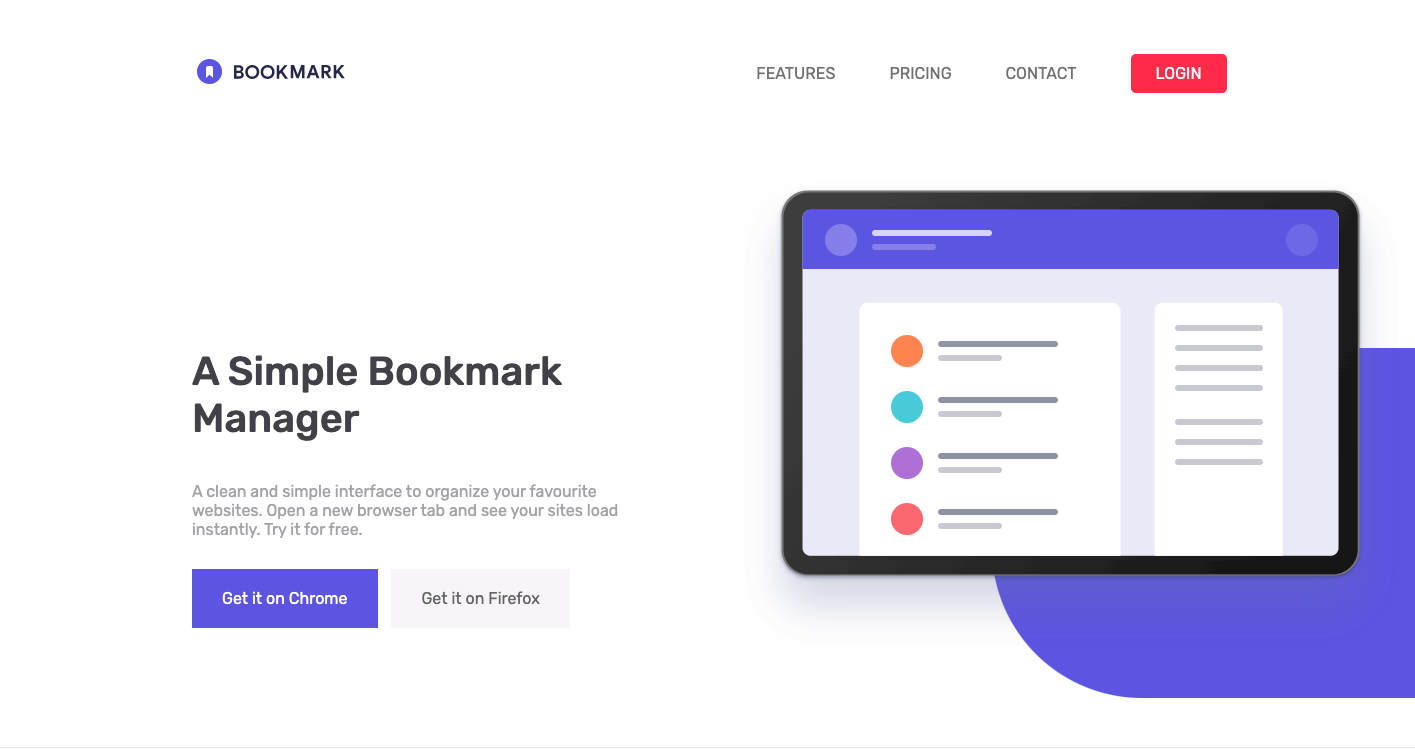 BOOKMARK
FEATURES
PRICING
CONTACT
LOGIN
A Simple Bookmark
Manager
A clean and simple interface to organize your favourite
websites. Open a new browser tab and see your sites load
instantly. Try it for free.
Get it on Chrome
Get it on Firefox